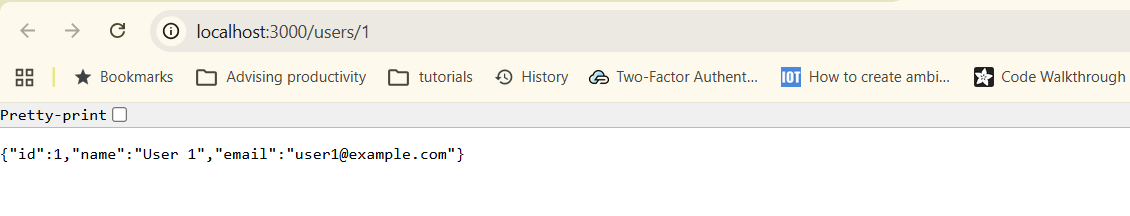 localhost:3000/users/1
Bookmarks Advising productivity tutorials History Two-Factor Authent... IOT How to create ambi... Code Walkthrough
Pretty-print
{"id":1,"name":"User 1","email":"user1@example.com"}